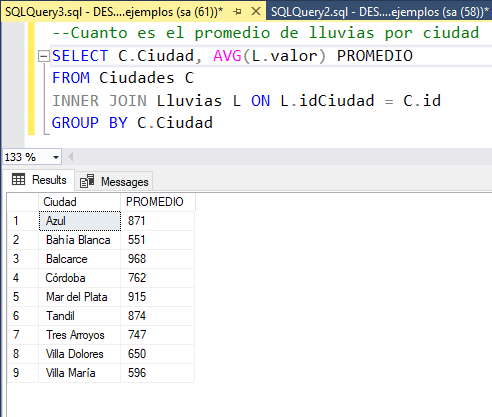 SQLQuery3.sql - DES....ejemplos (sa (61))* SQLQuery2.sql - DES....ejemplos (sa (58))*
--Cuanto es el promedio de lluvias por ciudad
SELECT C.Ciudad, AVG(L.valor) PROMEDIO
FROM Ciudades C
INNER JOIN Lluvias L ON L.idCiudad = C.id
GROUP BY C.Ciudad
133 %
Results Messages
Ciudad PROMEDIO
1 Azul 871
2 Bahía Blanca 551
3 Balcarce 968
4 Córdoba 762
5 Mar del Plata 915
6 Tandil 874
7 Tres Arroyos 747
8 Villa Dolores 650
9 Villa María 596